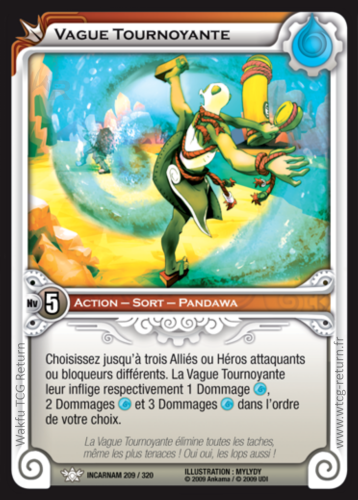 Vague Tournoyante
Nv 5 Action – Sort – Pandawa
Choisissez jusqu'à trois Alliés ou Héros attaquants
ou bloqueurs différents. La Vague Tournoyante
leur inflige respectivement 1 Dommage ,
2 Dommages et 3 Dommages dans l'ordre
de votre choix.
La Vague Tournoyante élimine toutes les taches,
même les plus tenaces ! Oui oui, les lops aussi !
INCARNAM 209 / 320
ILLUSTRATION : MYLYDY
© 2009 Ankama / © 2009 UDI
Wakfu TCG Return
www.wtcg-return.fr